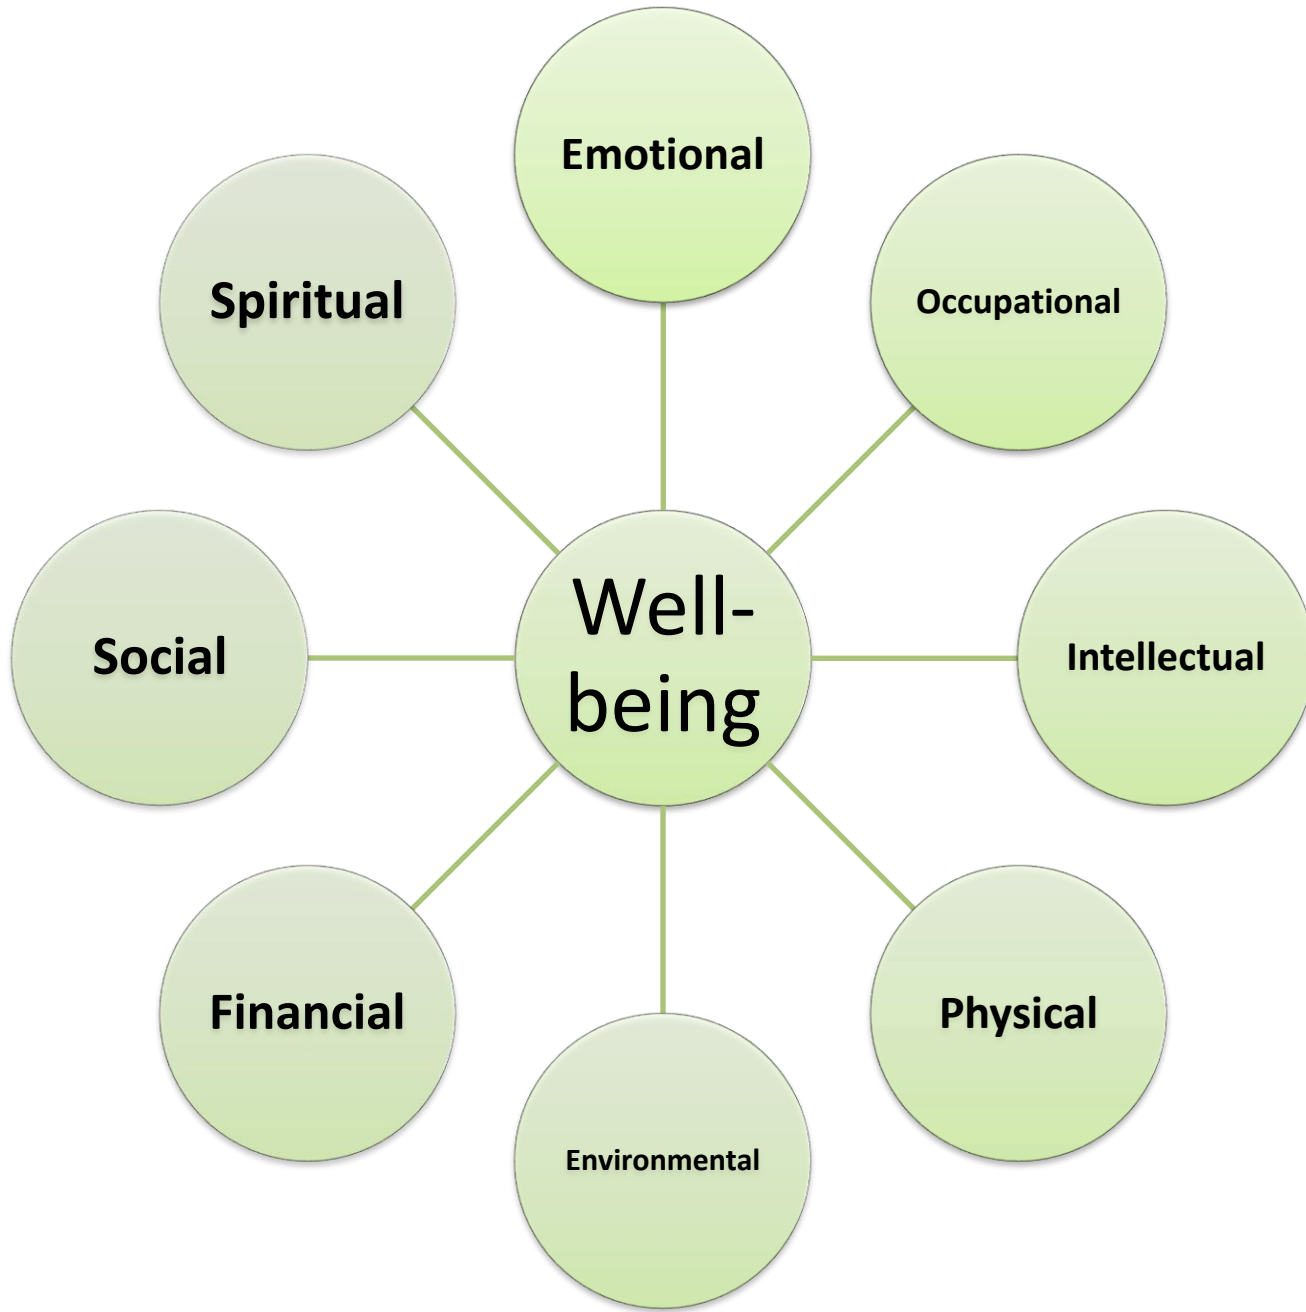 Emotional
Occupational
Intellectual
Physical
Environmental
Financial
Social
Spiritual
Well-
being